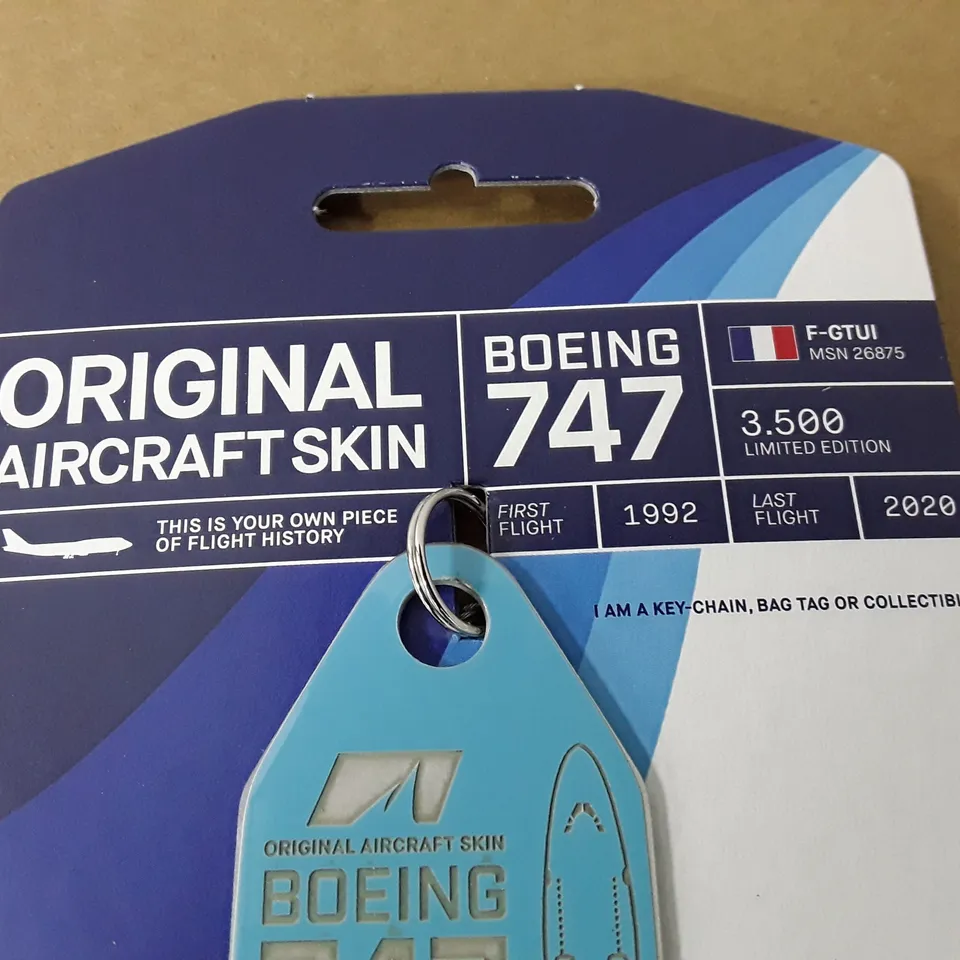 ORIGINAL
AIRCRAFT SKIN
THIS IS YOUR OWN PIECE
OF FLIGHT HISTORY
BOEING
747
F-GTUI
MSN 26875
3.500
LIMITED EDITION
FIRST
FLIGHT
1992
LAST
FLIGHT
2020
I AM A KEY-CHAIN, BAG TAG OR COLLECTIBL
ORIGINAL AIRCRAFT SKIN
BOEING
747